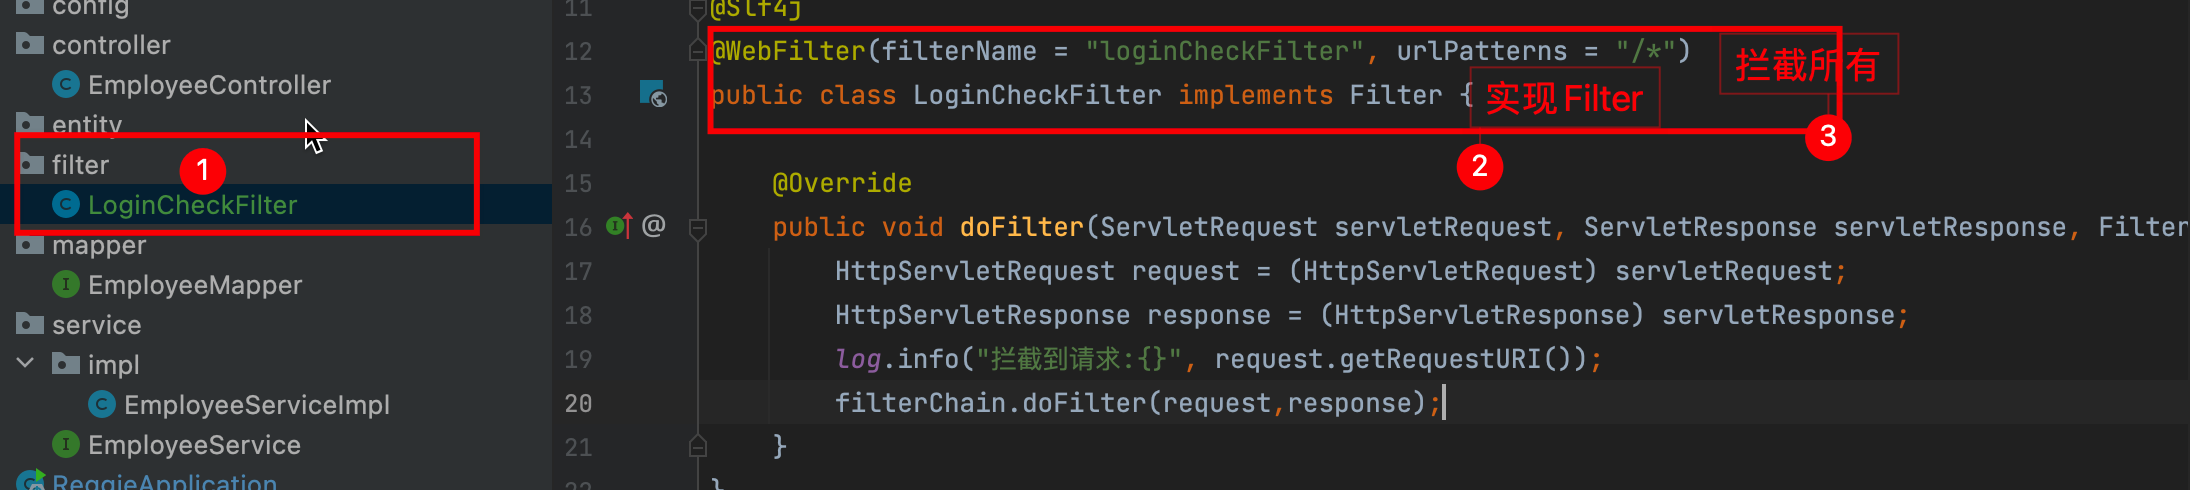 config
controller
EmployeeController
entity
filter
1
LoginCheckFilter
mapper
EmployeeMapper
service
impl
EmployeeServiceImpl
EmployeeService
ReggieApplication
11 @Slf4j
12 @WebFilter(filterName = "loginCheckFilter", urlPatterns = "/*")
拦截所有
13 public class LoginCheckFilter implements Filter {
实现 Filter
3
2
14
15 @Override
16 public void doFilter(ServletRequest servletRequest, ServletResponse servletResponse, Filter
17 HttpServletRequest request = (HttpServletRequest) servletRequest;
18 HttpServletResponse response = (HttpServletResponse) servletResponse;
19 log.info("拦截到请求:{}", request.getRequestURI());
20 filterChain.doFilter(request,response);
21 }
22 }